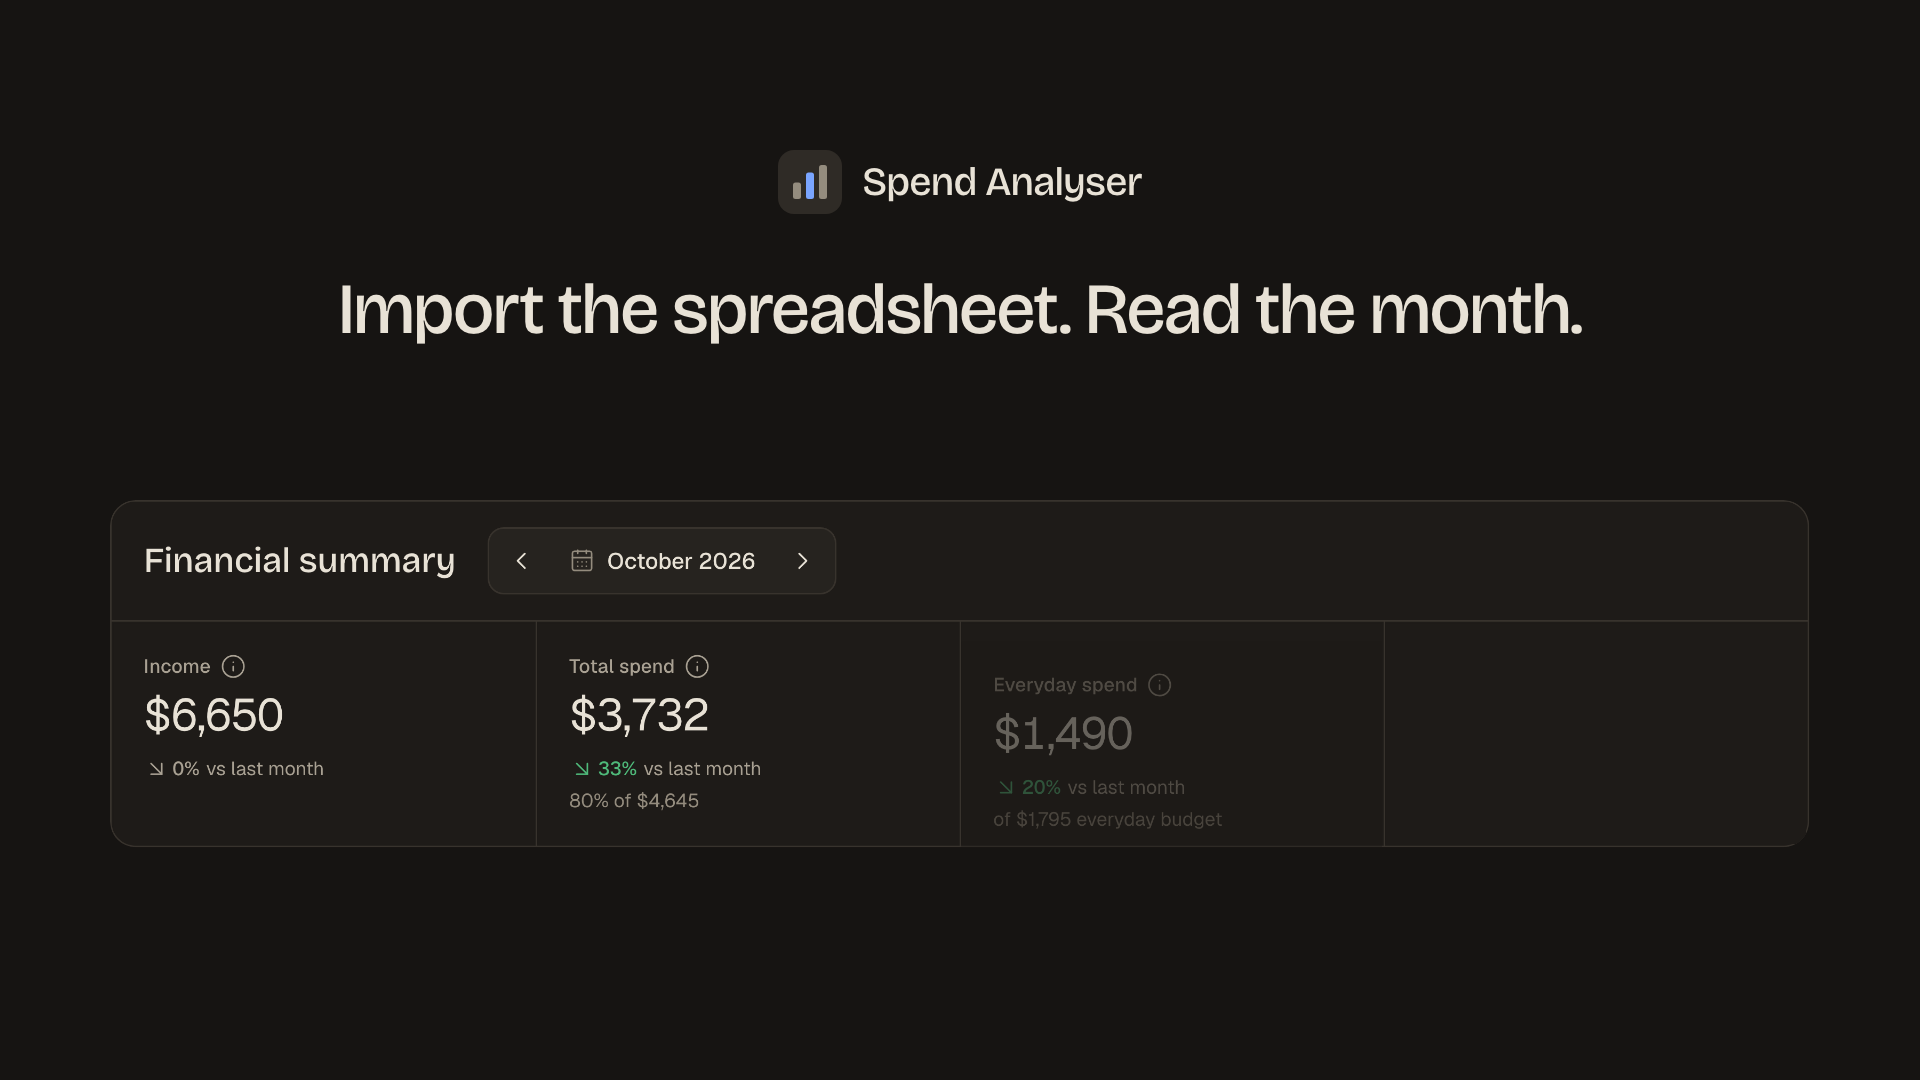 Spend Analyser
Import the spreadsheet. Read the month.
Financial summary
October 2026
Income
$6,650
0% vs last month
Total spend
$3,732
33% vs last month
80% of $4,645
Everyday spend
$1,490
20% vs last month
of $1,795 everyday budget